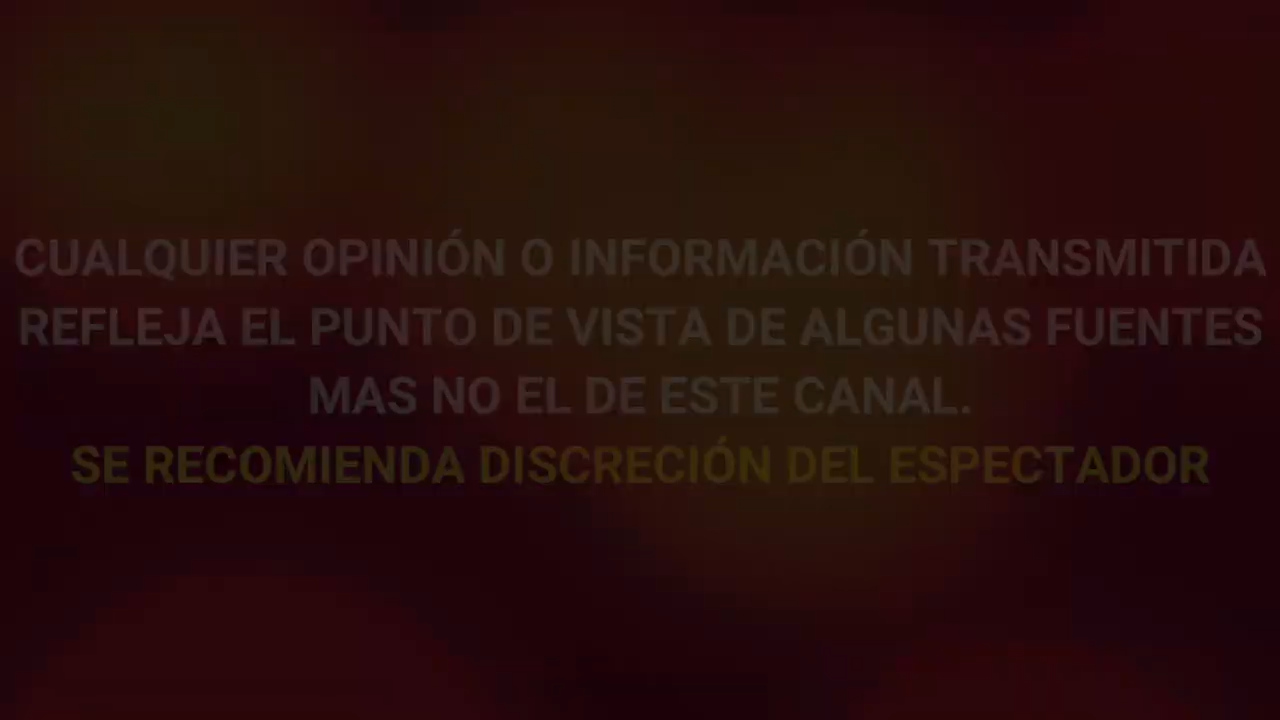 CUALQUIER OPINIÓN O INFORMACIÓN TRANSMITIDA
REFLEJA EL PUNTO DE VISTA DE ALGUNAS FUENTES
MAS NO EL DE ESTE CANAL.
SE RECOMIENDA DISCRECIÓN DEL ESPECTADOR